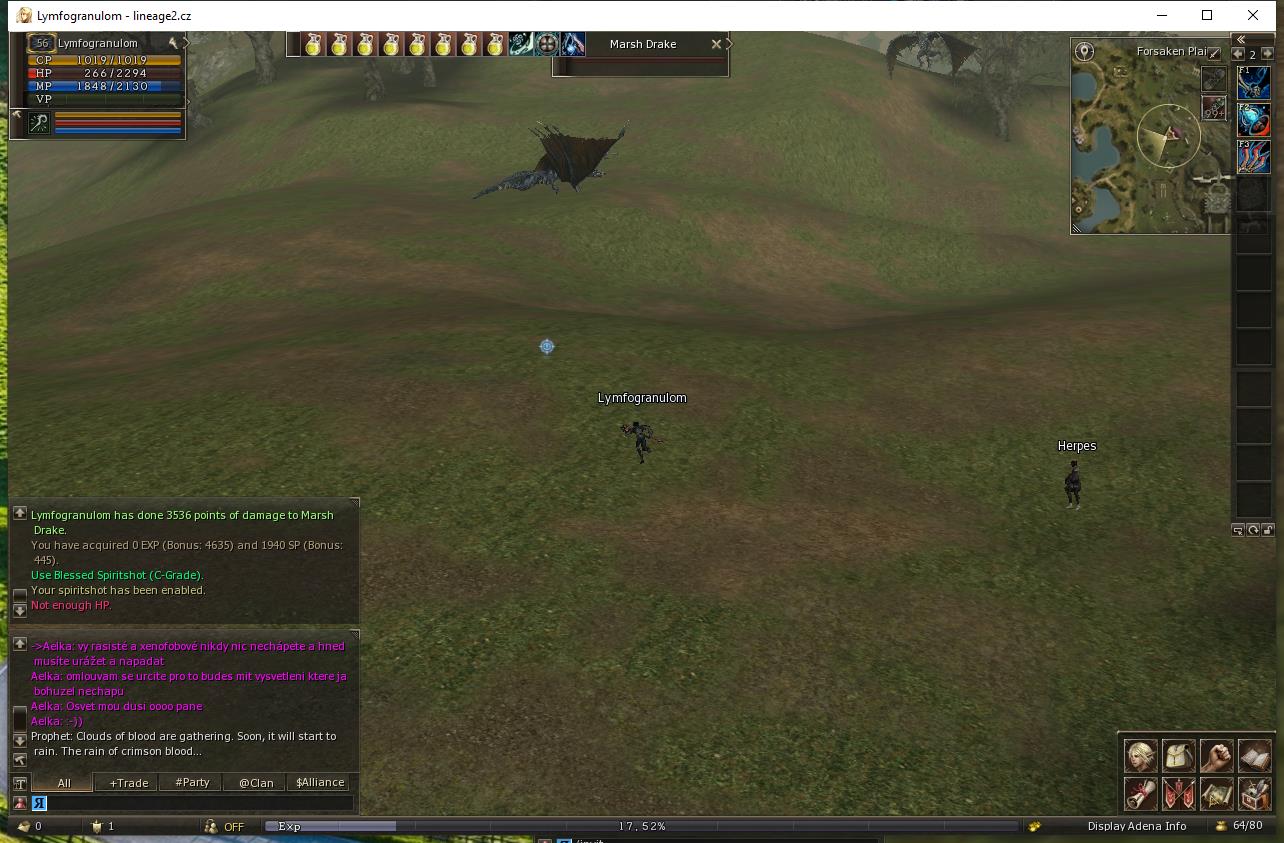 Lymfogranulom - lineage2.cz
56 Lymfogranulom
CP 1019/1019
HP 266/2294
MP 1848/2130
VP
Marsh Drake
Forsaken Plai
2
F1
F2
F3
99+
Lymfogranulom
Herpes
Lymfogranulom has done 3536 points of damage to Marsh
Drake.
You have acquired 0 EXP (Bonus: 4635) and 1940 SP (Bonus:
445).
Use Blessed Spiritshot (C-Grade).
Your spiritshot has been enabled.
Not enough HP.
->Aelka: vy rasisté a xenofobové nikdy nic nechápete a hned
musíte urážet a napadat
Aelka: omlouvam se urcite pro to budes mit vysvetleni ktere ja
bohuzel nechapu
Aelka: Osvet mou dusi oooo pane
Aelka: :-))
Prophet: Clouds of blood are gathering. Soon, it will start to
rain. The rain of crimson blood...
All +Trade #Party @Clan $Alliance
Я
0 1 OFF Exp 17,52% Display Adena Info 64/80